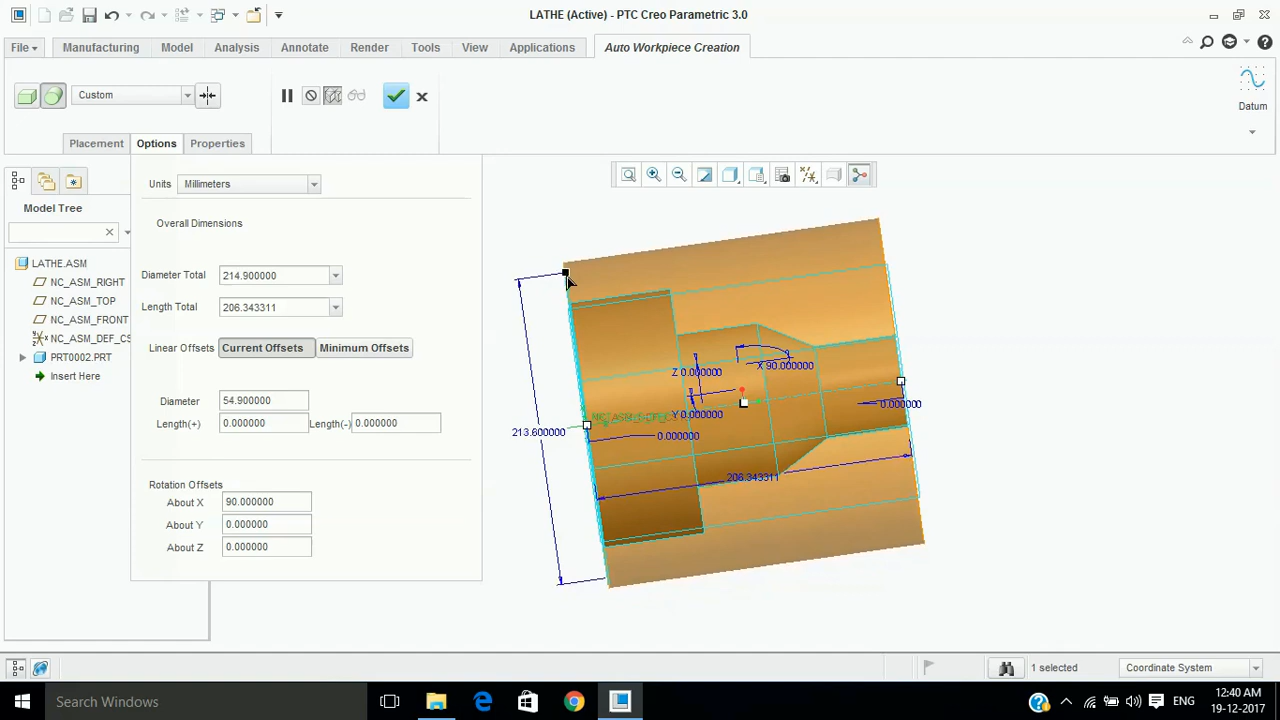 LATHE (Active) - PTC Creo Parametric 3.0
File Manufacturing Model Analysis Annotate Render Tools View Applications Auto Workpiece Creation
Custom
Datum
Placement Options Properties
Units Millimeters
Overall Dimensions
Diameter Total 214.900000
Length Total 206.343311
Linear Offsets Current Offsets Minimum Offsets
Diameter 54.900000
Length(+) 0.000000 Length(-) 0.000000
Rotation Offsets
About X 90.000000
About Y 0.000000
About Z 0.000000
Model Tree
LATHE.ASM
NC_ASM_RIGHT
NC_ASM_TOP
NC_ASM_FRONT
NC_ASM_DEF_CS
PRT0002.PRT
Insert Here
X 90.000000
Z 0.000000
0.000000
Y 0.000000
213.600000
0.000000
206.343311
1 selected Coordinate System
Search Windows
ENG
12:40 AM
19-12-2017